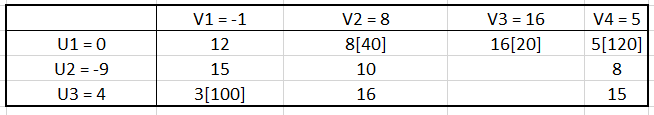 V1 = -1 V2 = 8 V3 = 16 V4 = 5
U1 = 0 12 8[40] 16[20] 5[120]
U2 = -9 15 10 8
U3 = 4 3[100] 16 15